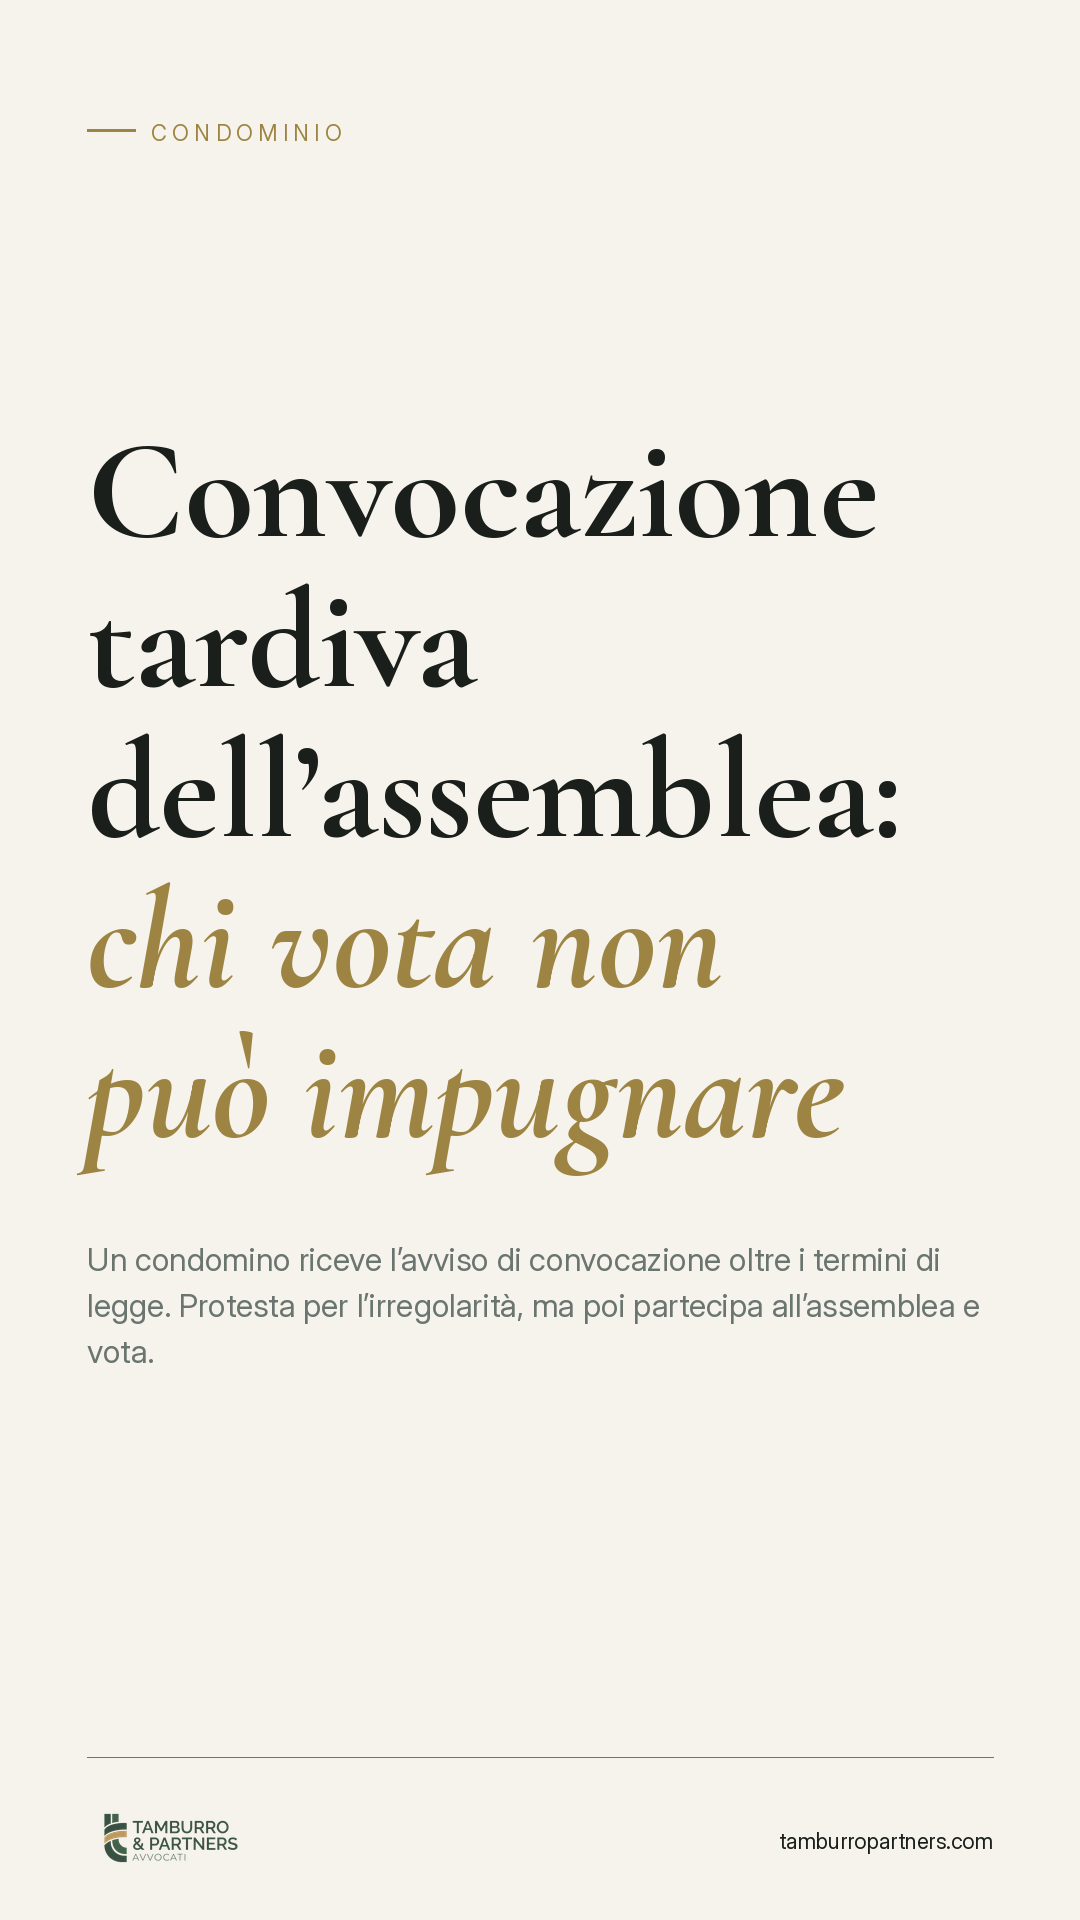 CONDOMINIO
Convocazione
tardiva
dell’assemblea:
chi vota non
può impugnare
Un condomino riceve l’avviso di convocazione oltre i termini di
legge. Protesta per l’irregolarità, ma poi partecipa all’assemblea e
vota.
TAMBURRO
& PARTNERS
AVVOCATI
tamburropartners.com